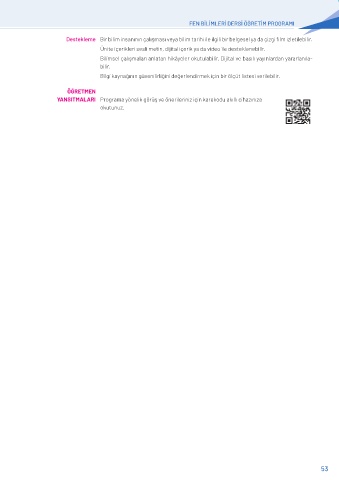 FEN BİLİMLERİ DERSİ ÖĞRETİM PROGRAMI
Destekleme Bir bilim insanının çalışması veya bilim tarihi ile ilgili bir belgesel ya da çizgi film izletilebilir.
Ünite içerikleri sesli metin, dijital içerik ya da video ile desteklenebilir.
Bilimsel çalışmaları anlatan hikâyeler okutulabilir. Dijital ve basılı yayınlardan yararlanıla-
bilir.
Bilgi kaynağının güvenilirliğini değerlendirmek için bir ölçüt listesi verilebilir.
ÖĞRETMEN
YANSITMALARI Programa yönelik görüş ve önerileriniz için karekodu akıllı cihazınıza
okutunuz.
53